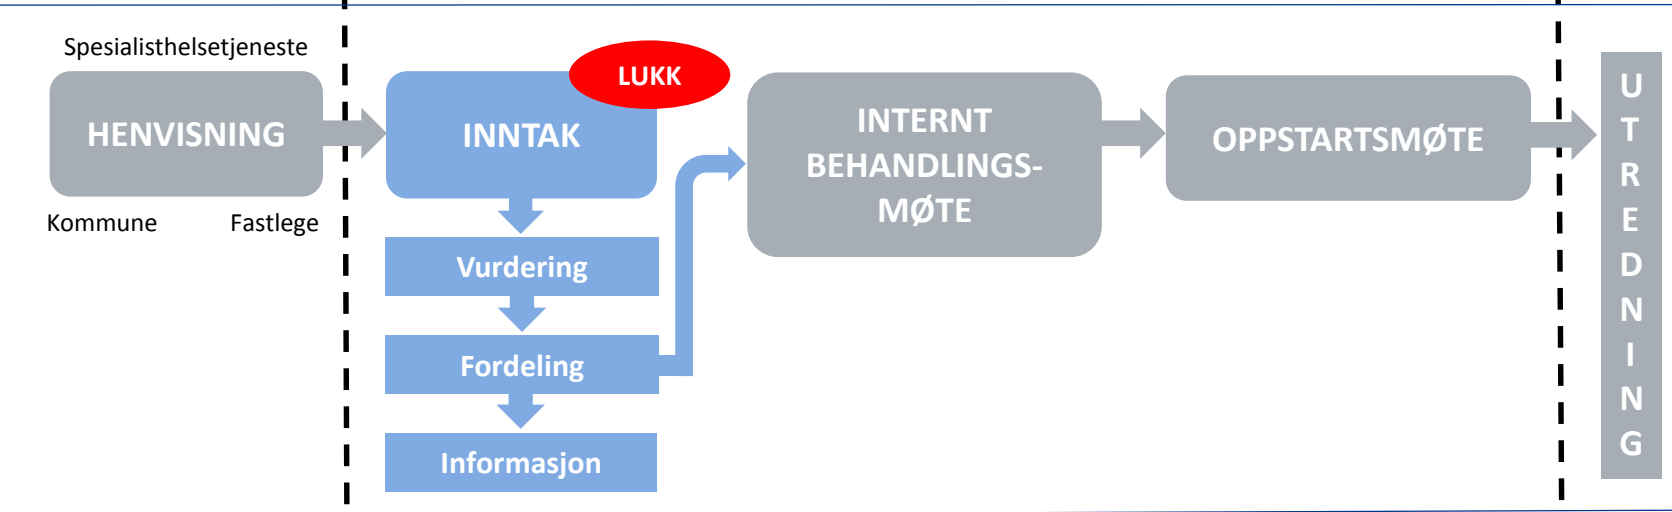 Spesialisthelsetjeneste
HENVISNING
Kommune Fastlege
LUKK
INNTAK
Vurdering
Fordeling
Informasjon
INTERNT
BEHANDLINGS-
MØTE
OPPSTARTSMØTE
U
T
R
E
D
N
I
N
G